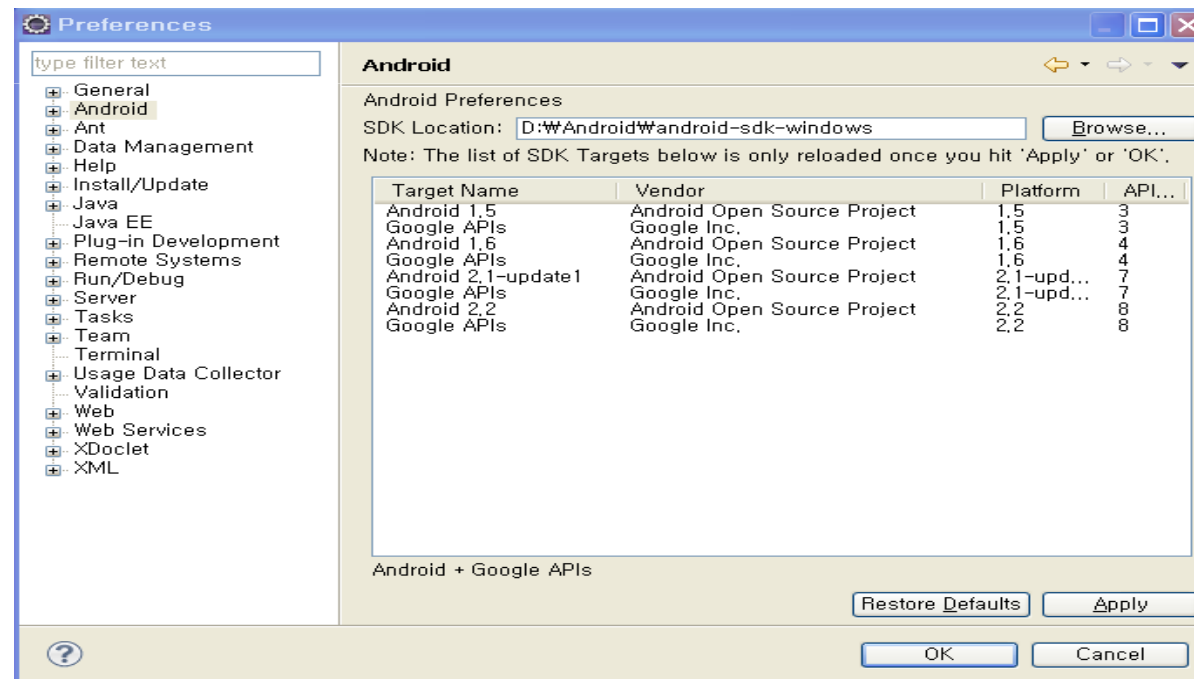 Preferences
type filter text
General
Android
Ant
Data Management
Help
Install/Update
Java
Java EE
Plug-in Development
Remote Systems
Run/Debug
Server
Tasks
Team
Terminal
Usage Data Collector
Validation
Web
Web Services
XDoclet
XML
Android
Android Preferences
SDK Location: D:₩Android₩android-sdk-windows Browse...
Note: The list of SDK Targets below is only reloaded once you hit 'Apply' or 'OK'.
Target Name Vendor Platform API...
Android 1.5 Android Open Source Project 1.5 3
Google APIs Google Inc. 1.5 3
Android 1.6 Android Open Source Project 1.6 4
Google APIs Google Inc. 1.6 4
Android 2.1-update1 Android Open Source Project 2.1-upd... 7
Google APIs Google Inc. 2.1-upd... 7
Android 2.2 Android Open Source Project 2.2 8
Google APIs Google Inc. 2.2 8
Android + Google APIs
Restore Defaults Apply
? OK Cancel